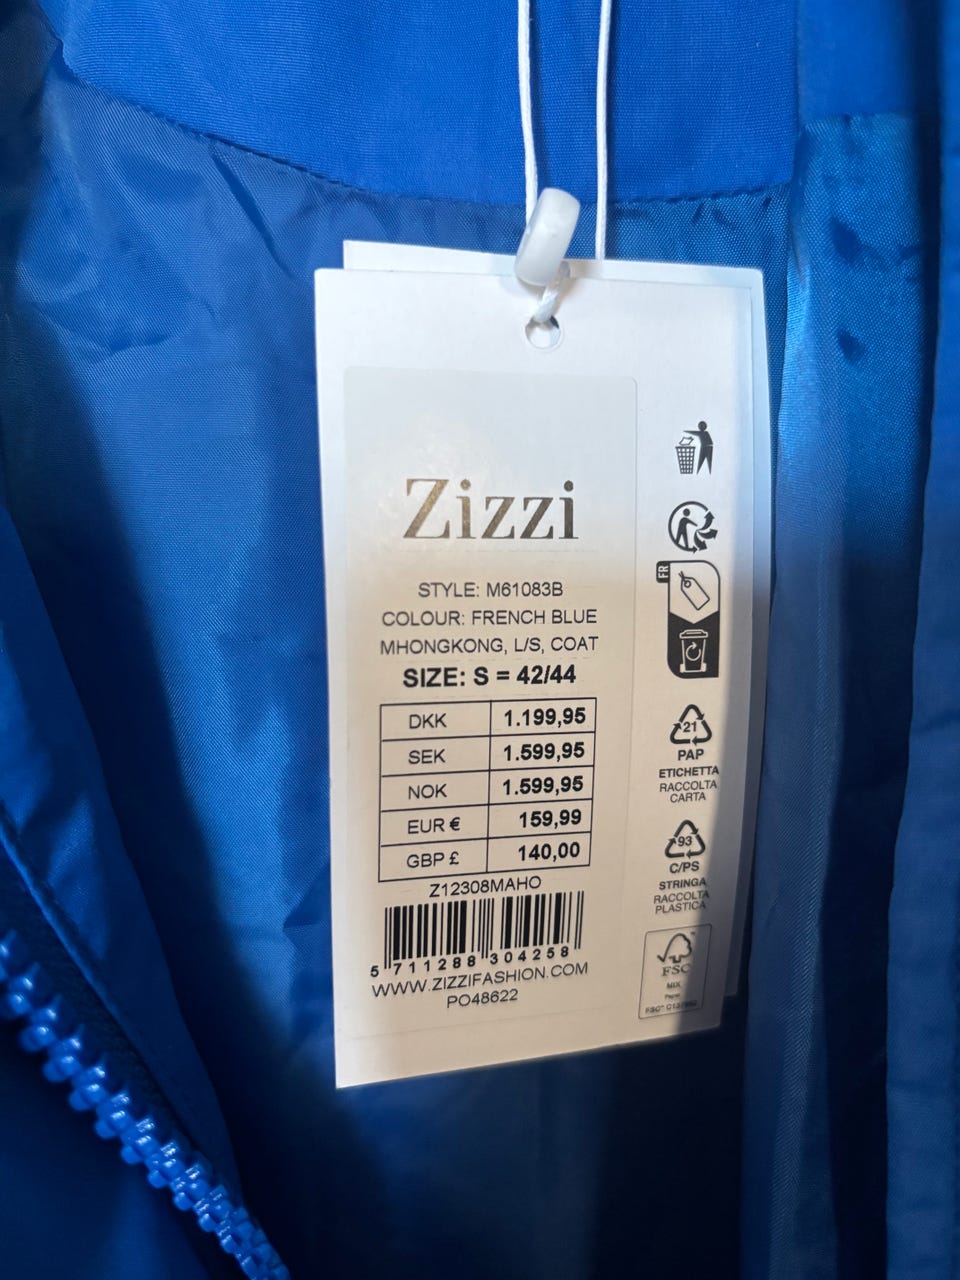 Zizzi
STYLE: M61083B
COLOUR: FRENCH BLUE
MHONGKONG, L/S, COAT
SIZE: S = 42/44
DKK 1.199,95
SEK 1.599,95
NOK 1.599,95
EUR € 159,99
GBP £ 140,00
Z12308MAHO
5 711288 304258
WWW.ZIZZIFASHION.COM
PO48622
FR
21
PAP
ETICHETTA
RACCOLTA
CARTA
93
C/PS
STRINGA
RACCOLTA
PLASTICA
FSC
MIX
Paper